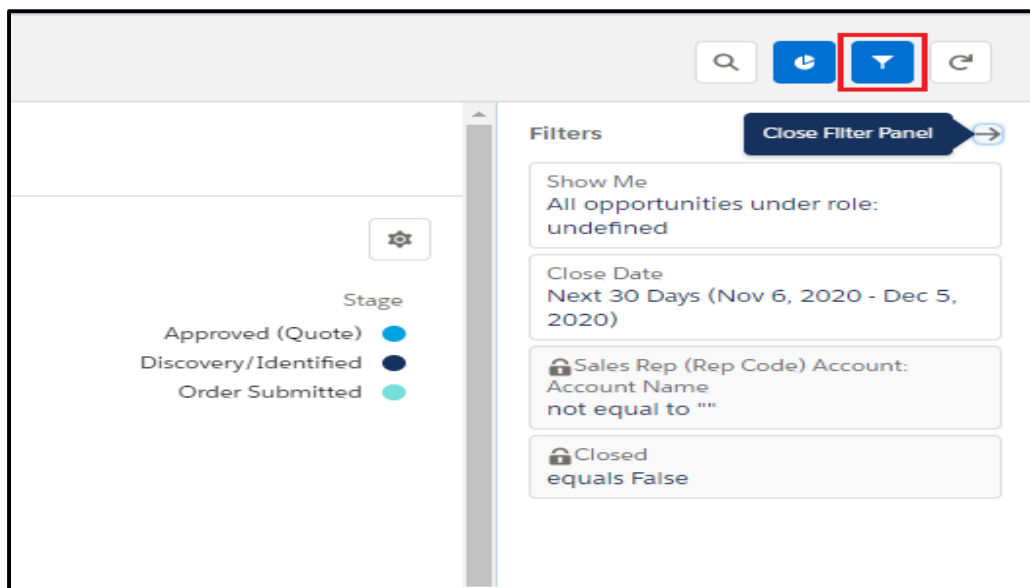 Filters
Close Filter Panel
Show Me
All opportunities under role:
undefined
Close Date
Next 30 Days (Nov 6, 2020 - Dec 5,
2020)
Sales Rep (Rep Code) Account:
Account Name
not equal to ""
Closed
equals False
Stage
Approved (Quote)
Discovery/Identified
Order Submitted